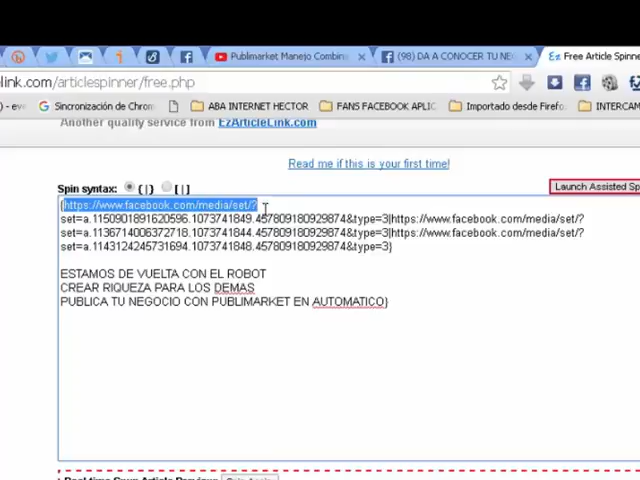 Publimarket Manejo Combin
(98) DA A CONOCER TU NE
Free Article Spinne
elink.com/articlespinner/free.php
- eve
Sincronización de Chrom
ABA INTERNET HECTOR
FANS FACEBOOK APLIC
Importado desde Firefo
INTERCAM
Another quality service from EzArticleLink.com
Read me if this is your first time!
Spin syntax: { | } [ | ]
Launch Assisted Sp
{https://www.facebook.com/media/set/?
set=a.1150901891620596.1073741849.457809180929874&type=3|https://www.facebook.com/media/set/?
set=a.1136714006372718.1073741844.457809180929874&type=3|https://www.facebook.com/media/set/?
set=a.1143124245731694.1073741848.457809180929874&type=3}
ESTAMOS DE VUELTA CON EL ROBOT
CREAR RIQUEZA PARA LOS DEMAS
PUBLICA TU NEGOCIO CON PUBLIMARKET EN AUTOMATICO}